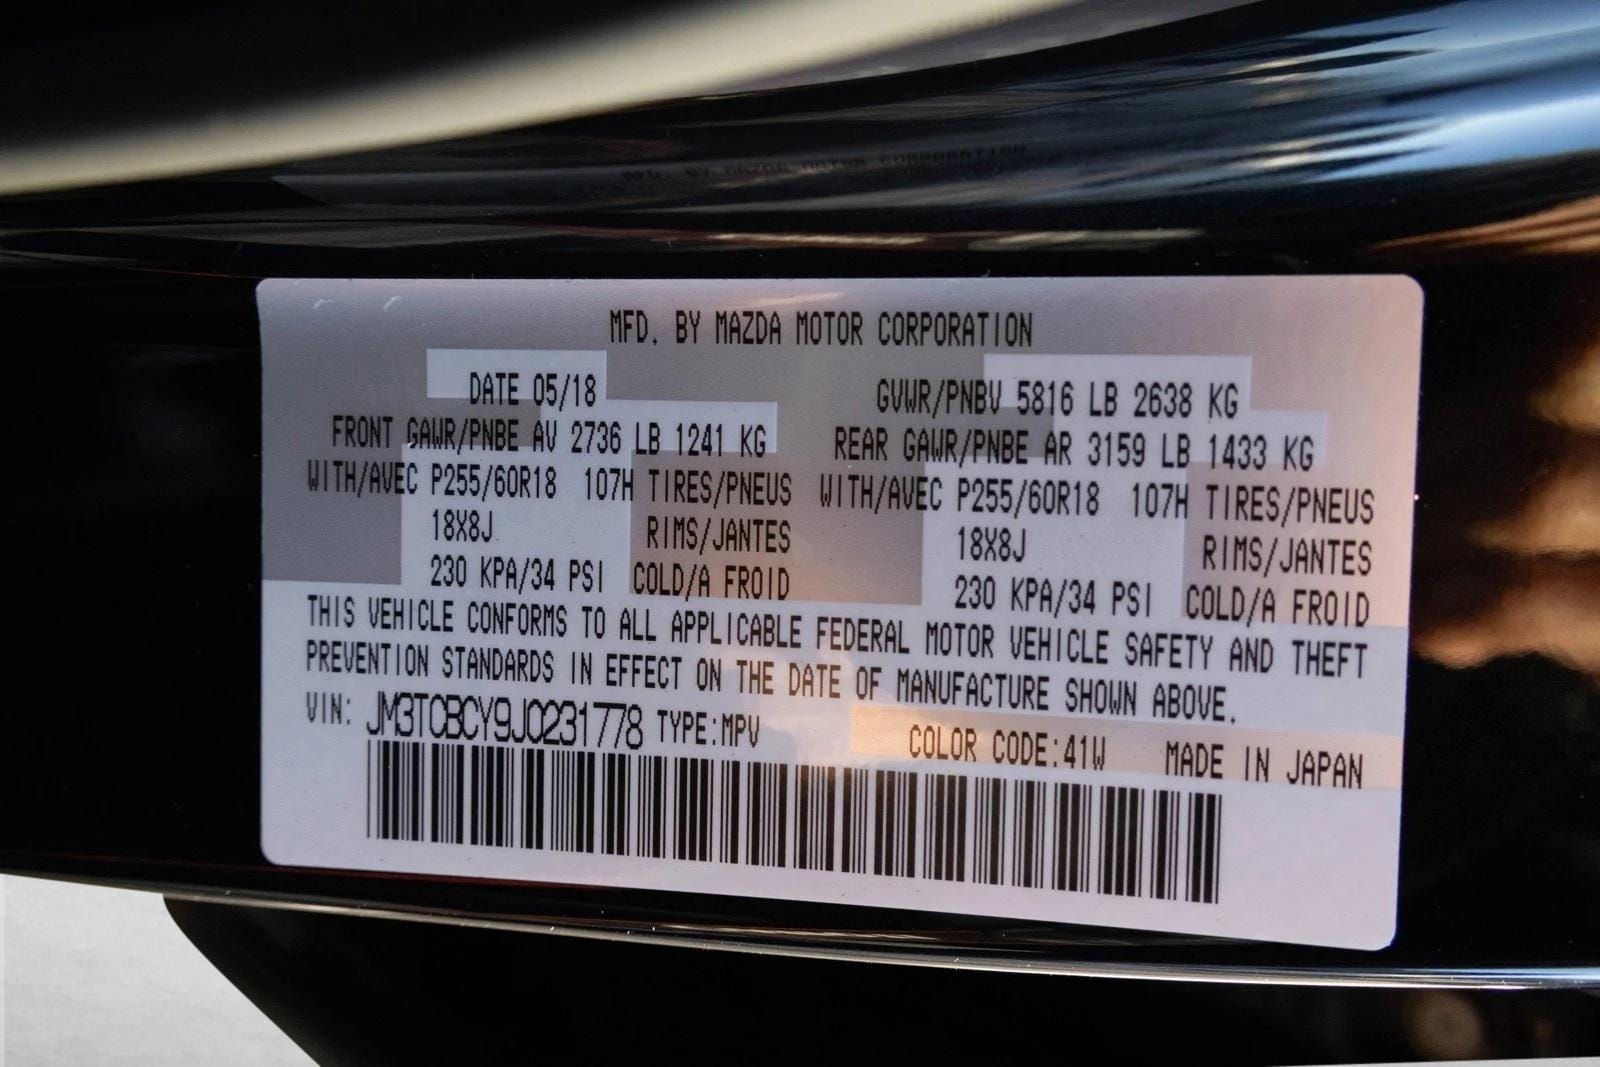 MFD. BY MAZDA MOTOR CORPORATION
DATE 05/18 GVWR/PNBV 5816 LB 2638 KG
FRONT GAWR/PNBE AV 2736 LB 1241 KG REAR GAWR/PNBE AR 3159 LB 1433 KG
WITH/AVEC P255/60R18 107H TIRES/PNEUS WITH/AVEC P255/60R18 107H TIRES/PNEUS
18X8J RIMS/JANTES 18X8J RIMS/JANTES
230 KPA/34 PSI COLD/A FROID 230 KPA/34 PSI COLD/A FROID
THIS VEHICLE CONFORMS TO ALL APPLICABLE FEDERAL MOTOR VEHICLE SAFETY AND THEFT
PREVENTION STANDARDS IN EFFECT ON THE DATE OF MANUFACTURE SHOWN ABOVE.
VIN: JM3TCBCY9J0231778 TYPE:MPV COLOR CODE:41W MADE IN JAPAN